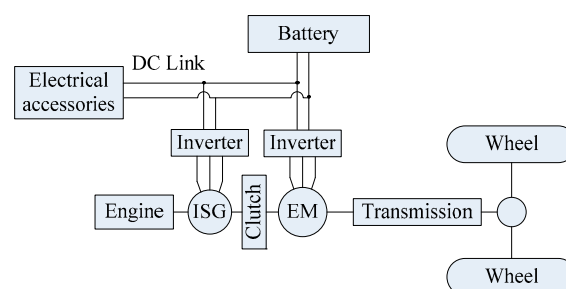 Battery
DC Link
Electrical
accessories
Inverter
Inverter
Wheel
Engine
ISG
Clutch
EM
Transmission
Wheel